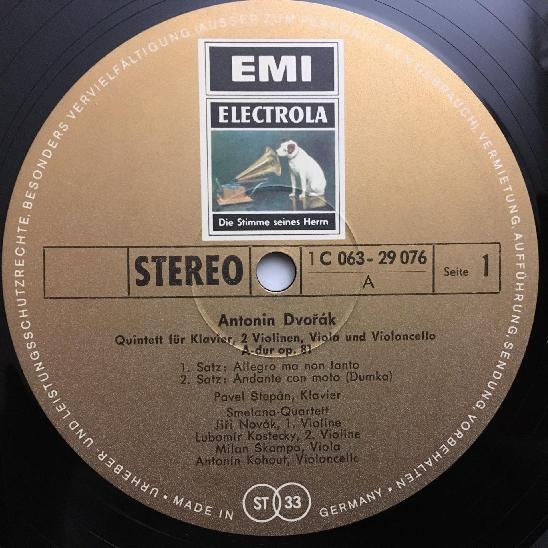 EMI
ELECTROLA
Die Stimme seines Herrn
STEREO
1 C 063-29 076
A
Seite 1
Antonin Dvořák
Quintett für Klavier, 2 Violinen, Viola und Violoncello
A-dur op. 81
1. Satz: Allegro ma non tanto
2. Satz: Andante con moto (Dumka)
Pavel Stepán, Klavier
Smetana-Quartett
Jiří Novák, 1. Violine
Lubomír Kostecky, 2. Violine
Milan Skampa, Viola
Antonín Kohout, Violoncello
URHEBER- UND LEISTUNGSSCHUTZRECHTE, BESONDERS VERVIELFÄLTIGUNG (AUSSER ZUM PERSÖNLICHEN GEBRAUCH), VERMIETUNG, AUFFÜHRUNG, SENDUNG, VORBEHALTEN •
MADE IN ST 33 GERMANY •